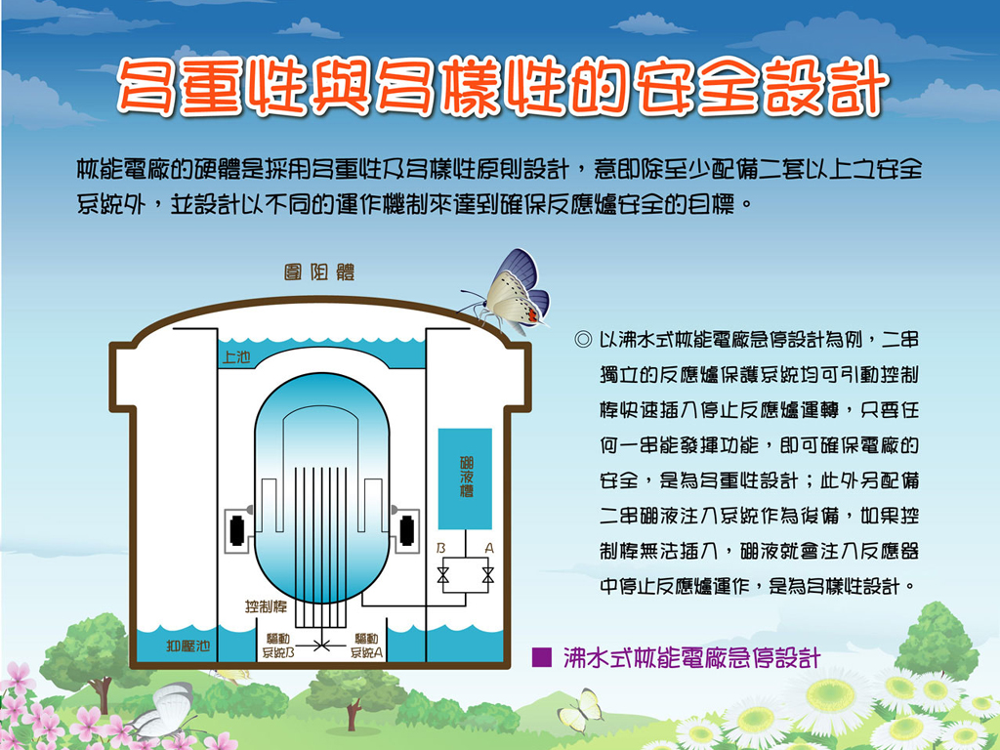 多重性與多樣性的安全設計
核能電廠的硬體是採用多重性及多樣性原則設計，意即除至少配備二套以上之安全
系統外，並設計以不同的運作機制來達到確保反應爐安全的目標。
圍阻體
上池
硼液槽
B
A
控制棒
驅動
系統B
驅動
系統A
抑壓池
◎ 以沸水式核能電廠急停設計為例，二串
獨立的反應爐保護系統均可引動控制
棒快速插入停止反應爐運轉，只要任
何一串能發揮功能，即可確保電廠的
安全，是為多重性設計；此外另配備
二串硼液注入系統作為後備，如果控
制棒無法插入，硼液就會注入反應器
中停止反應爐運作，是為多樣性設計。
■ 沸水式核能電廠急停設計